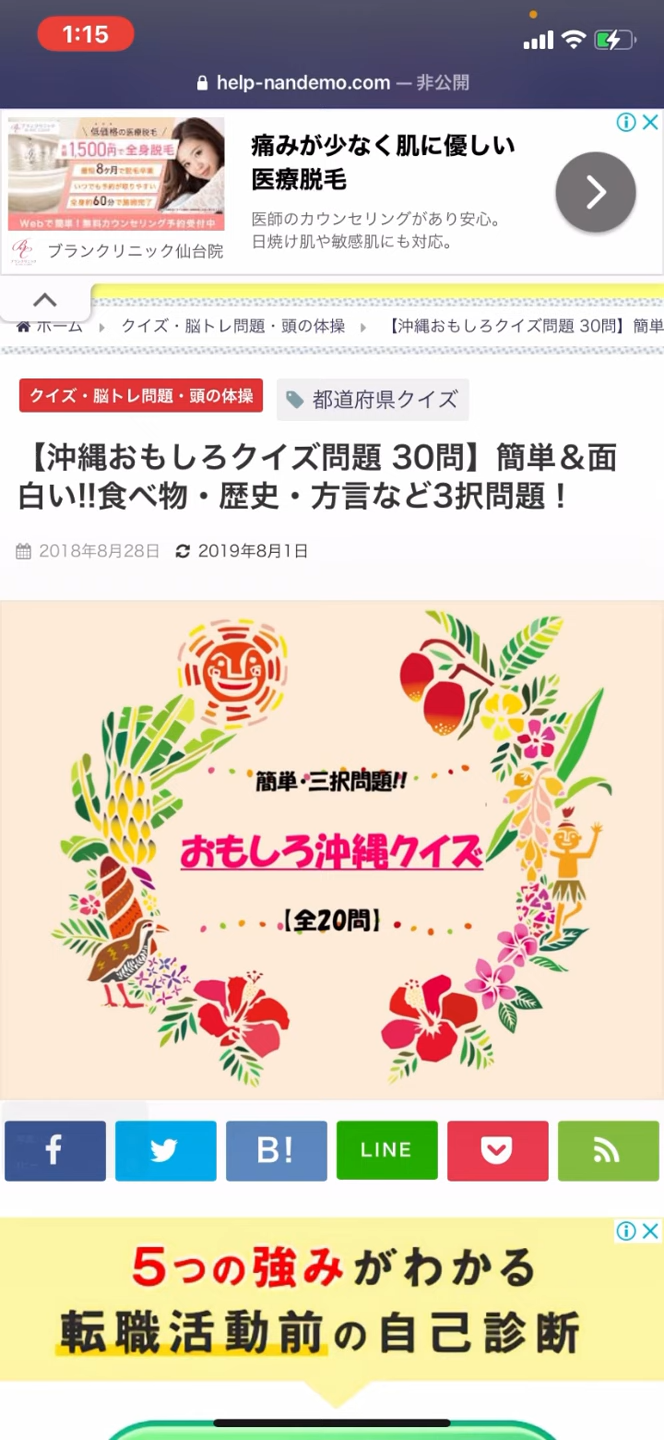 1:15
help-nandemo.com — 非公開
低価格の医療脱毛
1,500円で全身脱毛
最短8ヶ月で脱毛卒業
いつでも予約が取りやすい
全身約60分で施術完了
Webで簡単!無料カウンセリング予約受付中
ブランクリニック仙台院
痛みが少なく肌に優しい
医療脱毛
医師のカウンセリングがあり安心。
日焼け肌や敏感肌にも対応。
ホーム
クイズ・脳トレ問題・頭の体操
【沖縄おもしろクイズ問題 30問】簡単
クイズ・脳トレ問題・頭の体操
都道府県クイズ
【沖縄おもしろクイズ問題 30問】簡単&面
白い!!食べ物・歴史・方言など3択問題!
2018年8月28日
2019年8月1日
簡単・三択問題!!
おもしろ沖縄クイズ
【全20問】
f
B!
LINE
5つの強みがわかる
転職活動前の自己診断